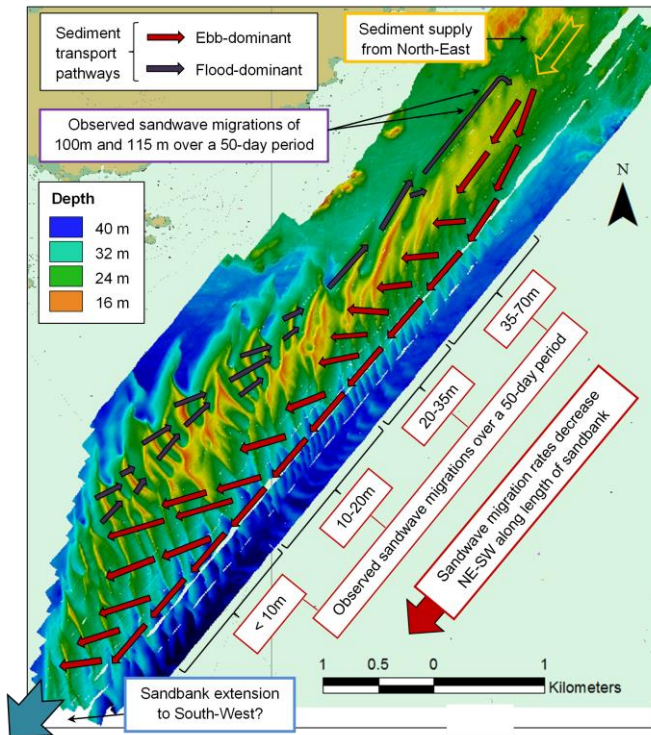 Sediment
transport
pathways
Ebb-dominant
Flood-dominant
Sediment supply
from North-East
Observed sandwave migrations of
100m and 115 m over a 50-day period
N
Depth
40 m
32 m
24 m
16 m
35-70m
20-35m
10-20m
< 10m
Observed sandwave migrations over a 50-day period
Sandwave migration rates decrease
NE-SW along length of sandbank
1 0.5 0 1
Kilometers
Sandbank extension
to South-West?